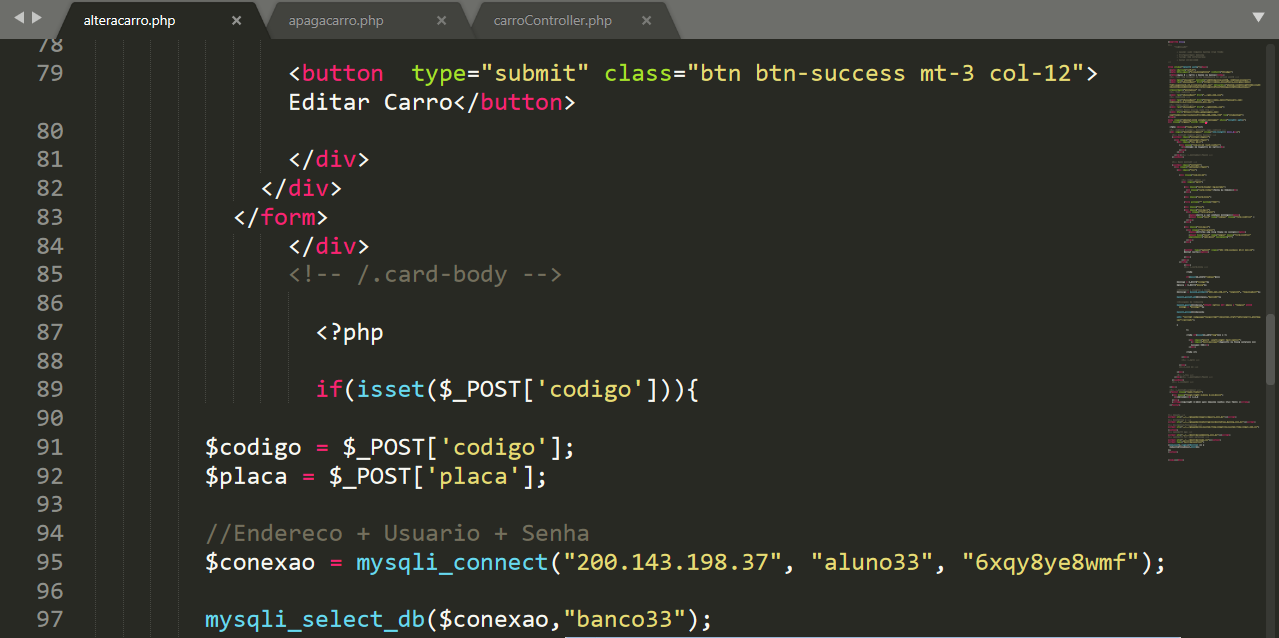 alteracarro.php × apagacarro.php × carroController.php ×
78
79 <button type="submit" class="btn btn-success mt-3 col-12">
Editar Carro</button>
80
81 </div>
82 </div>
83 </form>
84 </div>
85 <!-- /.card-body -->
86
87 <?php
88
89 if(isset($_POST['codigo'])){
90
91 $codigo = $_POST['codigo'];
92 $placa = $_POST['placa'];
93
94 //Endereco + Usuario + Senha
95 $conexao = mysqli_connect("200.143.198.37", "aluno33", "6xqy8ye8wmf");
96
97 mysqli_select_db($conexao,"banco33");